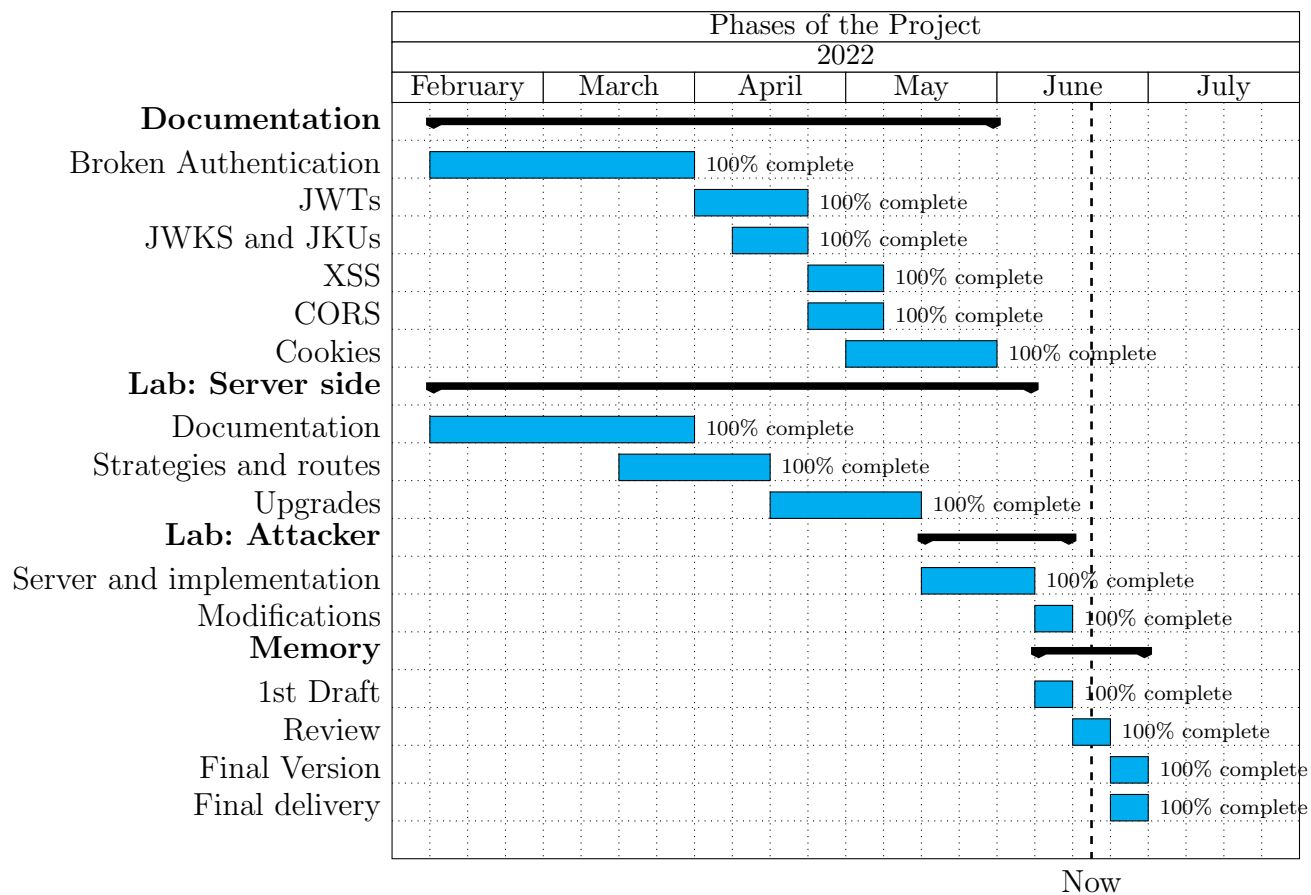 Phases of the Project
2022
February March April May June July
Documentation
Broken Authentication 100% complete
JWTs 100% complete
JWKS and JKUs 100% complete
XSS 100% complete
CORS 100% complete
Cookies 100% complete
Lab: Server side
Documentation 100% complete
Strategies and routes 100% complete
Upgrades 100% complete
Lab: Attacker
Server and implementation 100% complete
Modifications 100% complete
Memory
1st Draft 100% complete
Review 100% complete
Final Version 100% complete
Final delivery 100% complete
Now